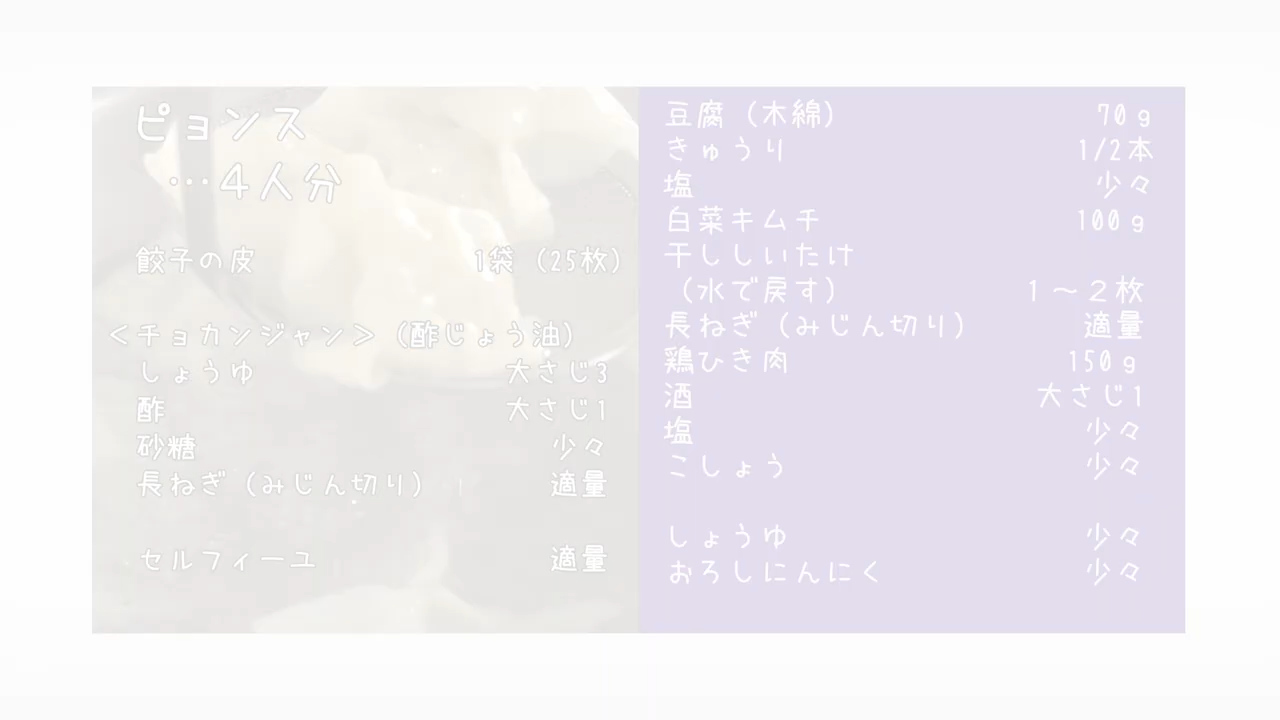 ピョンス
…４人分
餃子の皮 1袋（25枚）
＜チョカンジャン＞（酢じょう油）
しょうゆ 大さじ3
酢 大さじ1
砂糖 少々
長ねぎ（みじん切り） 適量
セルフィーユ 適量
豆腐（木綿） 70ｇ
きゅうり 1/2本
塩 少々
白菜キムチ 100ｇ
干ししいたけ
（水で戻す） １～２枚
長ねぎ（みじん切り） 適量
鶏ひき肉 150ｇ
酒 大さじ1
塩 少々
こしょう 少々
しょうゆ 少々
おろしにんにく 少々